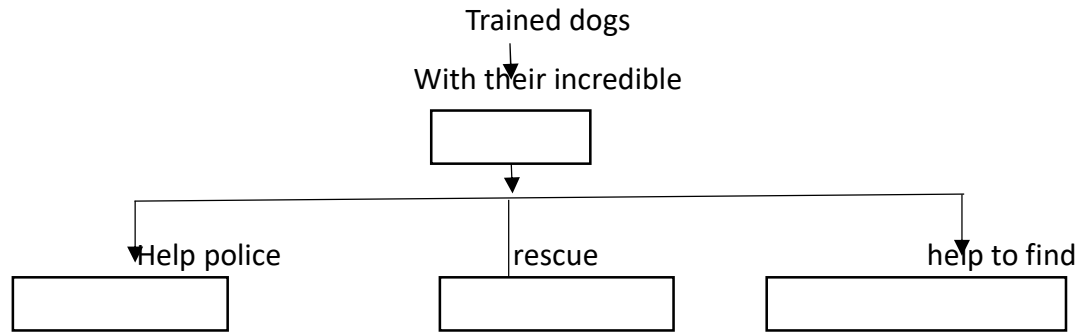 Trained dogs
With their incredible
Help police rescue help to find